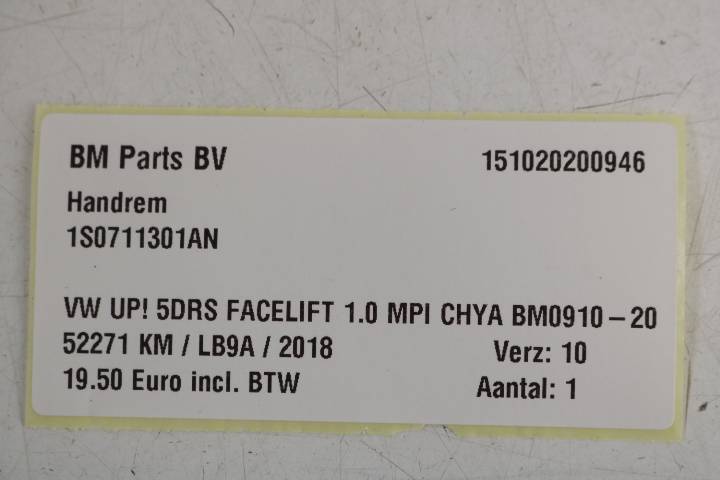 BM Parts BV 151020200946
Handrem
1S0711301AN
VW UP! 5DRS FACELIFT 1.0 MPI CHYA BM0910-20
52271 KM / LB9A / 2018 Verz: 10
19.50 Euro incl. BTW Aantal: 1